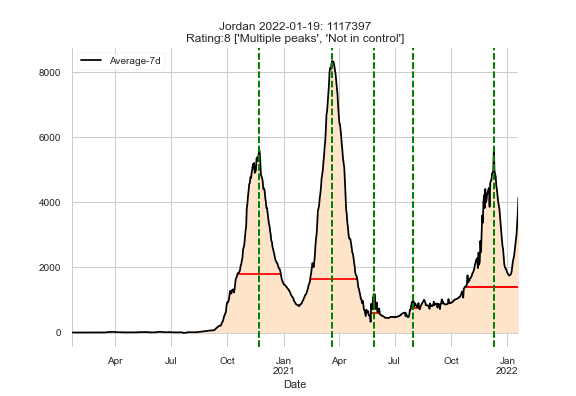 Jordan 2022-01-19: 1117397
Rating:8 ['Multiple peaks', 'Not in control']
Average-7d
8000
6000
4000
2000
0
Apr
Jul
Oct
Jan
2021
Apr
Jul
Oct
Jan
2022
Date